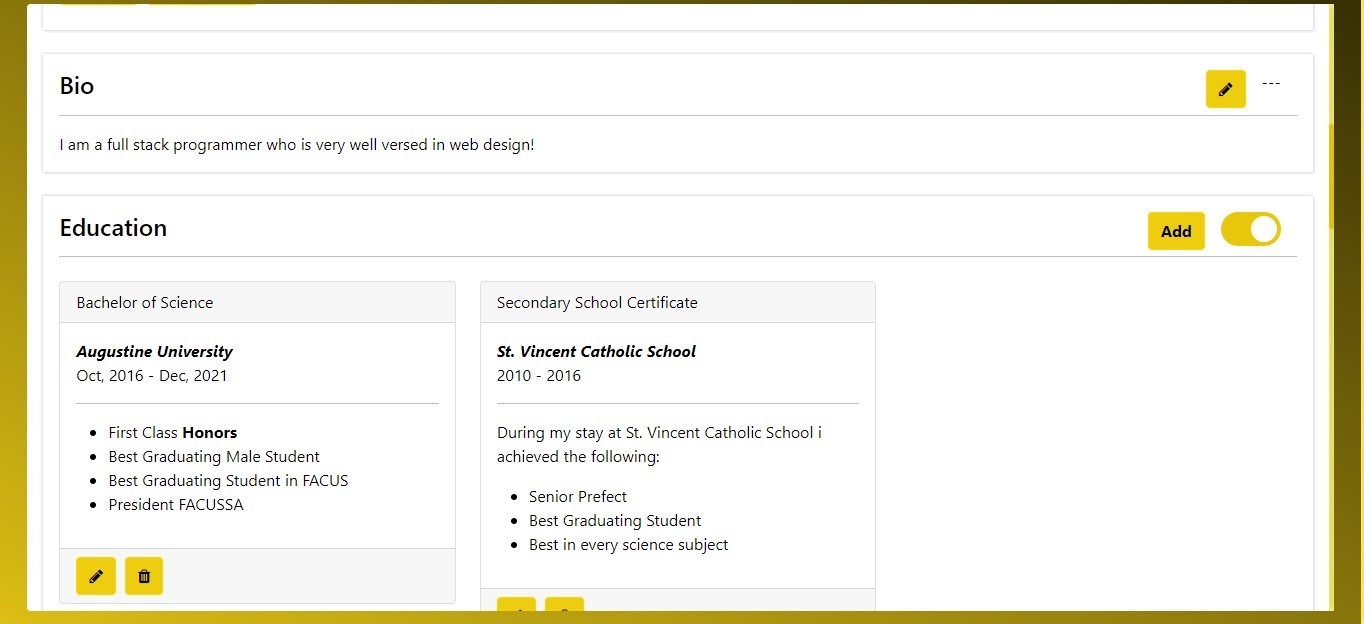 Bio
---
I am a full stack programmer who is very well versed in web design!
Education
Add
Bachelor of Science
Augustine University
Oct, 2016 - Dec, 2021
First Class Honors
Best Graduating Male Student
Best Graduating Student in FACUS
President FACUSSA
Secondary School Certificate
St. Vincent Catholic School
2010 - 2016
During my stay at St. Vincent Catholic School i
achieved the following:
Senior Prefect
Best Graduating Student
Best in every science subject